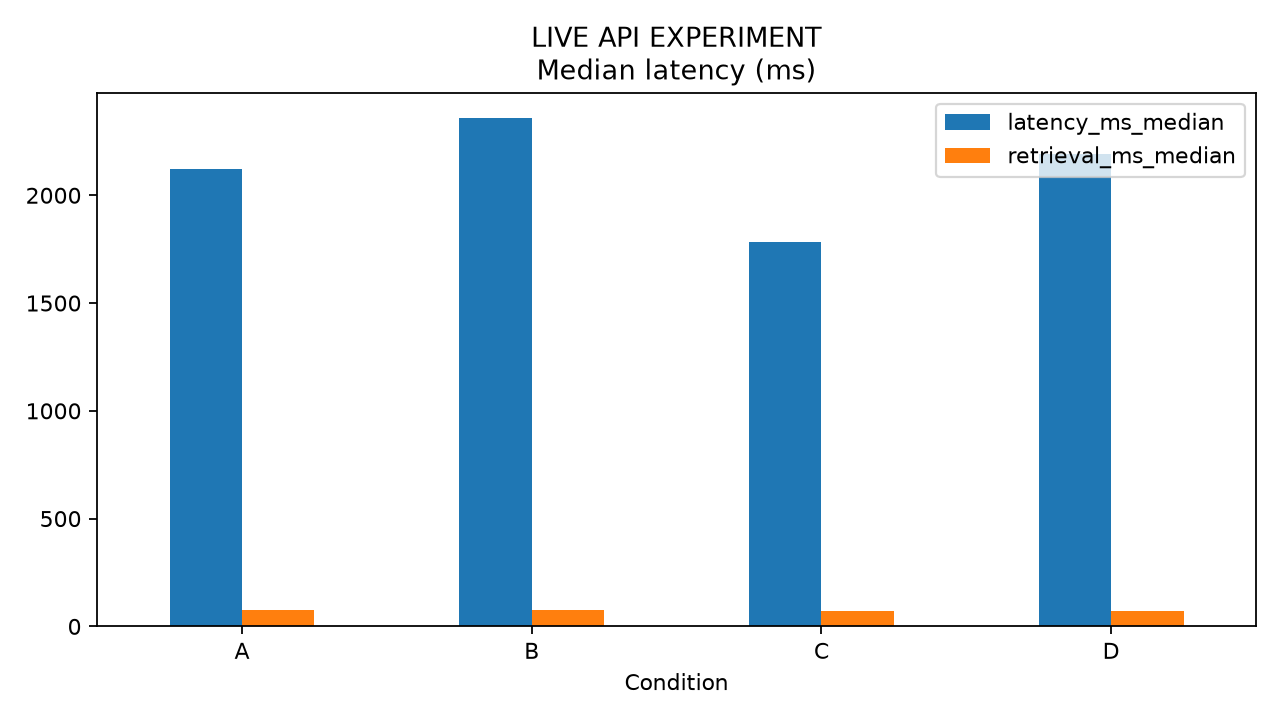 LIVE API EXPERIMENT
Median latency (ms)
latency_ms_median
retrieval_ms_median
2000
1500
1000
500
0
A B C D
Condition